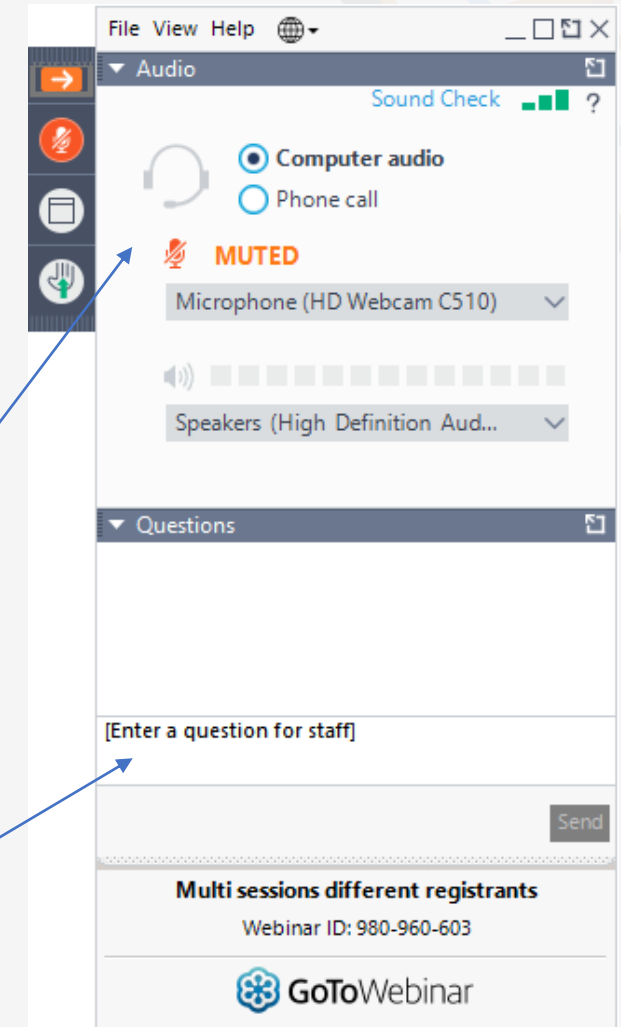 File View Help
Audio
Sound Check ?
Computer audio
Phone call
MUTED
Microphone (HD Webcam C510)
Speakers (High Definition Aud...
Questions
[Enter a question for staff]
Send
Multi sessions different registrants
Webinar ID: 980-960-603
GoToWebinar